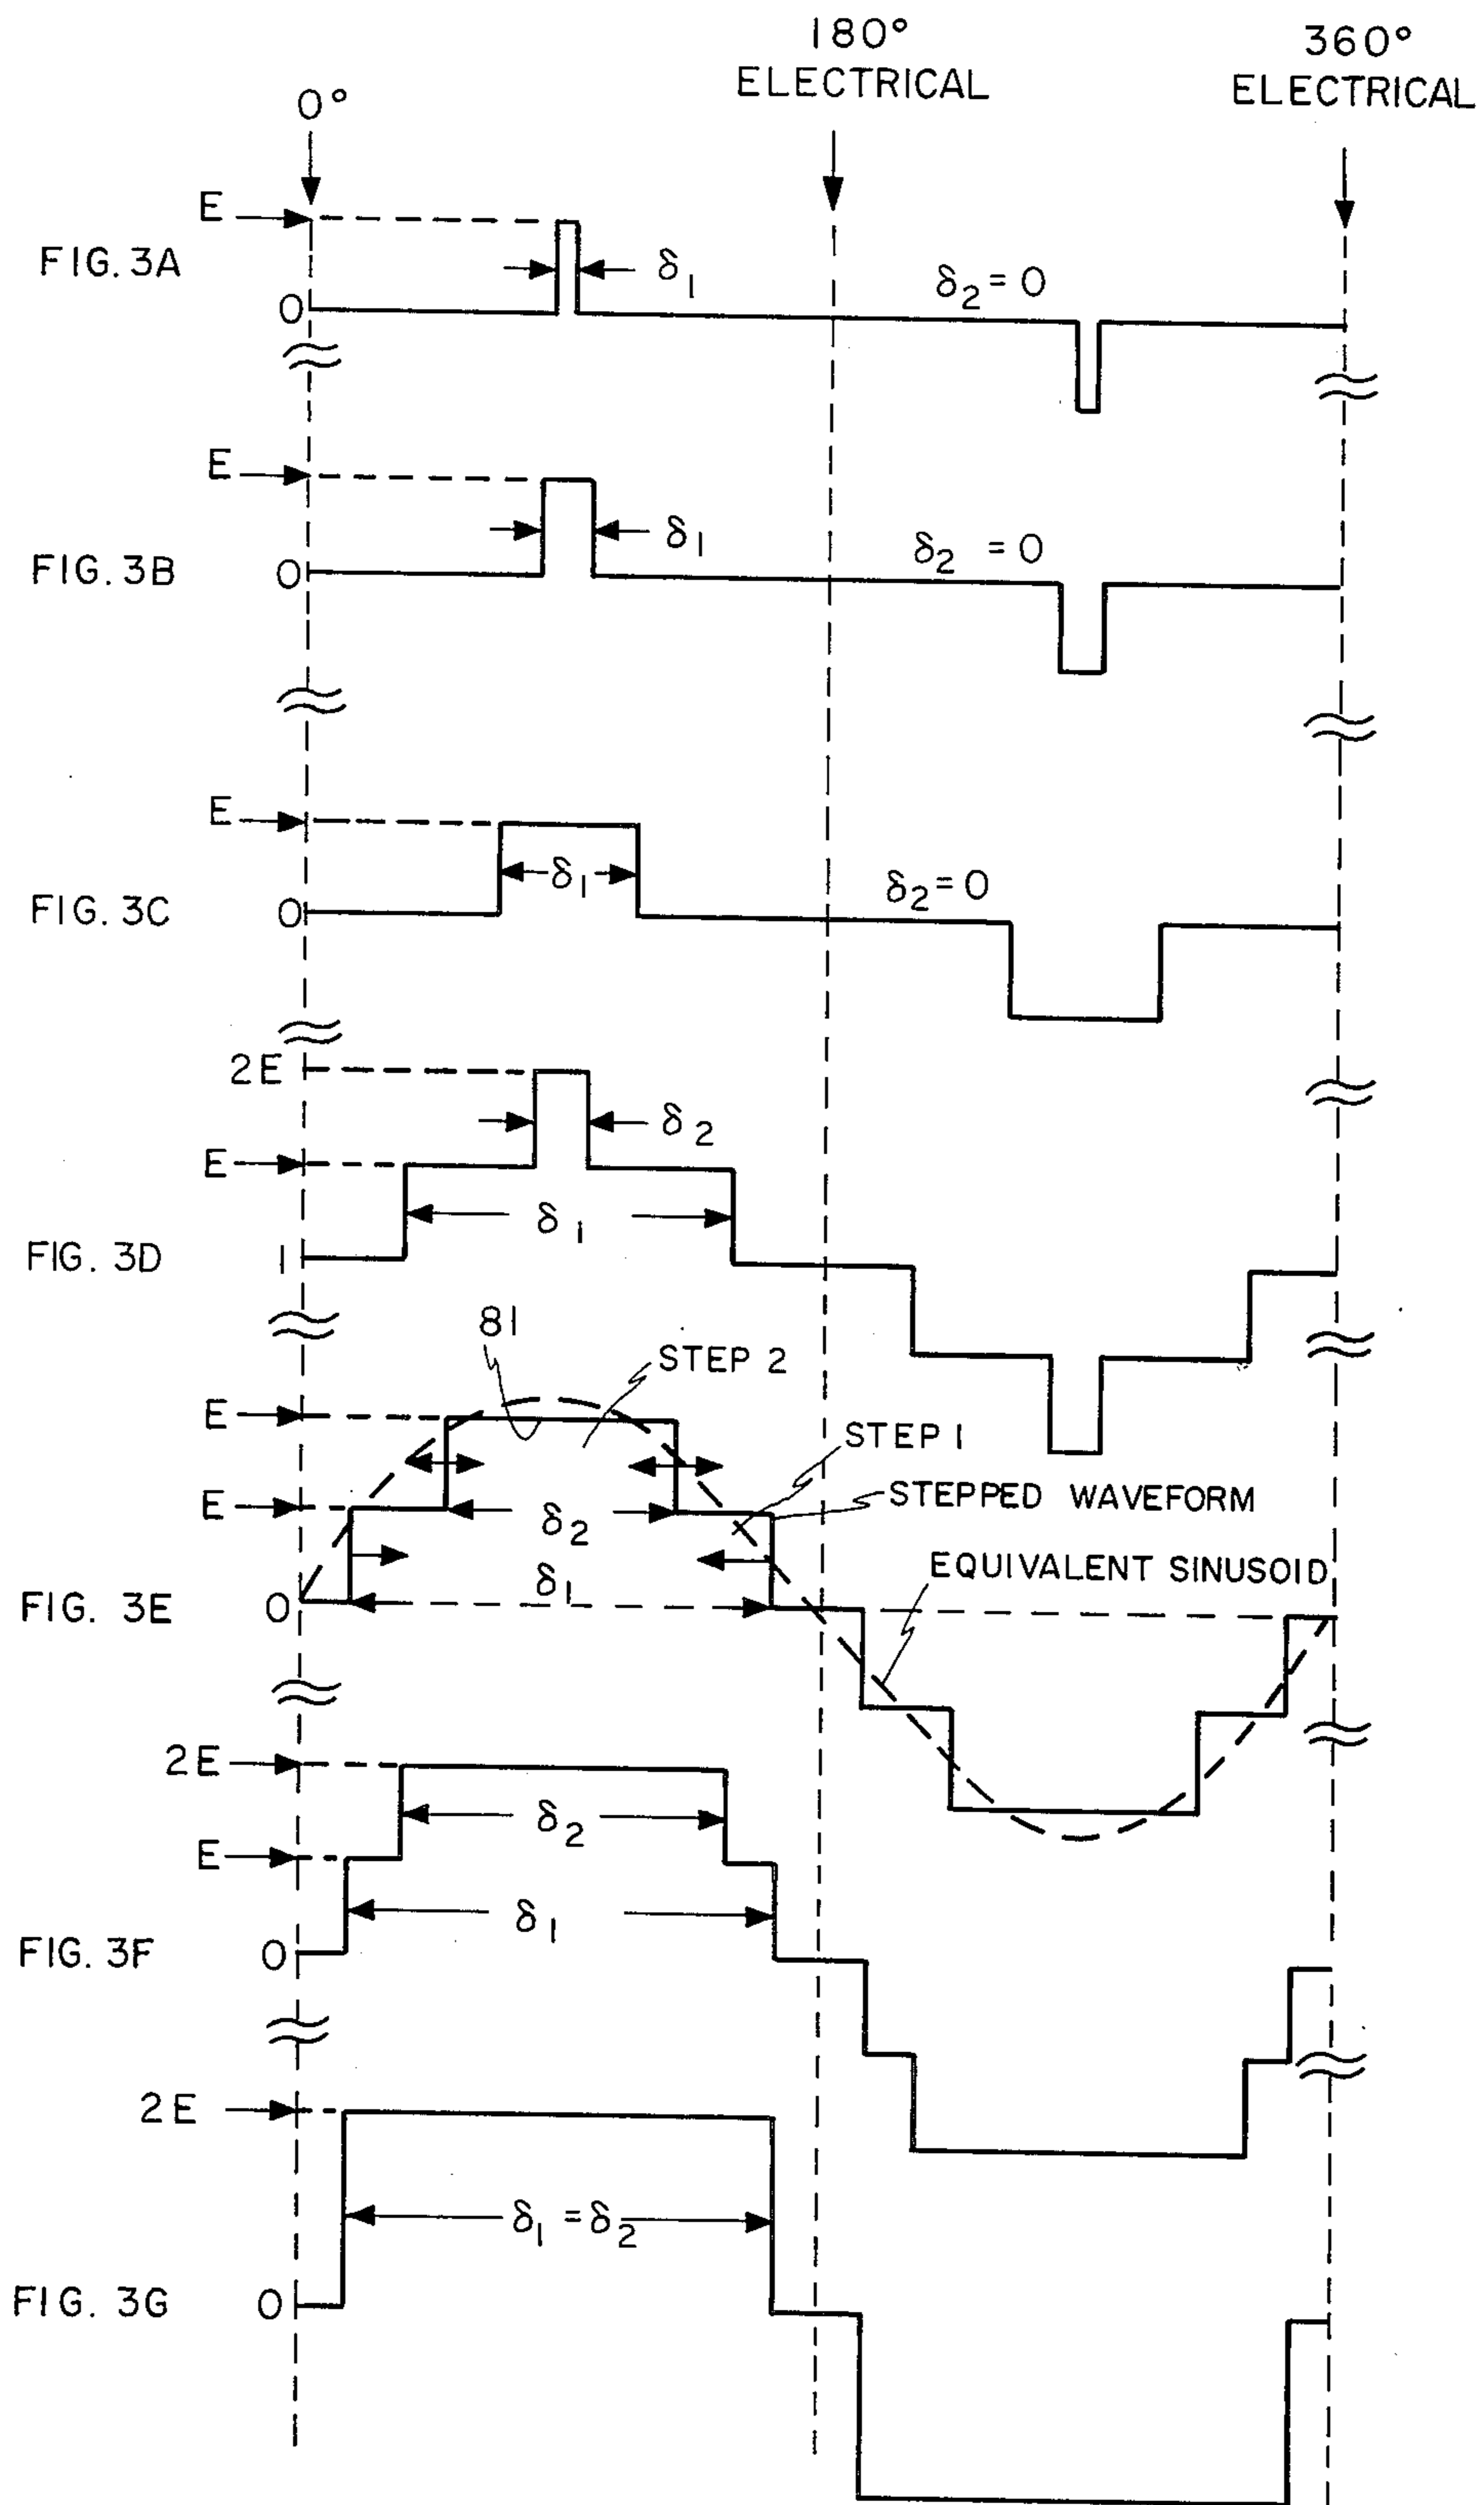 0°
180°
ELECTRICAL
360°
ELECTRICAL
E
FIG. 3A
δ1
δ2 = 0
0
E
FIG. 3B
δ1
δ2 = 0
0
E
FIG. 3C
δ1
δ2 = 0
0
2E
δ2
E
δ1
FIG. 3D
1
81
STEP 2
E
STEP 1
E
δ2
STEPPED WAVEFORM
EQUIVALENT SINUSOID
δ1
FIG. 3E
0
2E
δ2
E
δ1
FIG. 3F
0
2E
δ1 = δ2
FIG. 3G
0